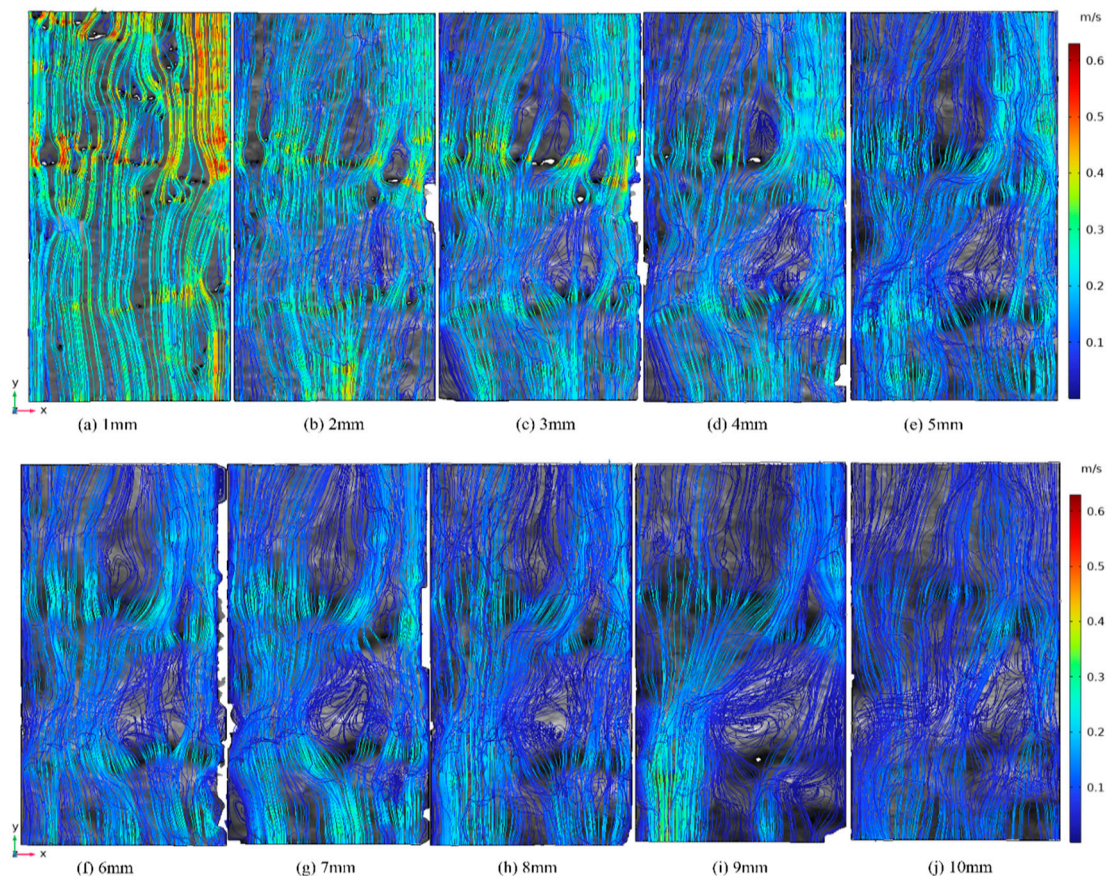 m/s
0.6
0.5
0.4
0.3
0.2
0.1
y
x
(a) 1mm
(b) 2mm
(c) 3mm
(d) 4mm
(e) 5mm
m/s
0.6
0.5
0.4
0.3
0.2
0.1
y
x
(f) 6mm
(g) 7mm
(h) 8mm
(i) 9mm
(j) 10mm